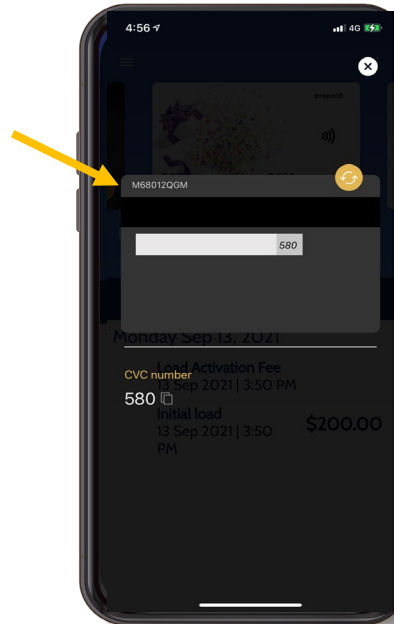 4:56
4G
prepaid
M68012QGM
580
Monday Sep 13, 2021
Load Activation Fee
CVC number
13 Sep 2021 | 3:50 PM
580
Initial load
$200.00
13 Sep 2021 | 3:50
PM